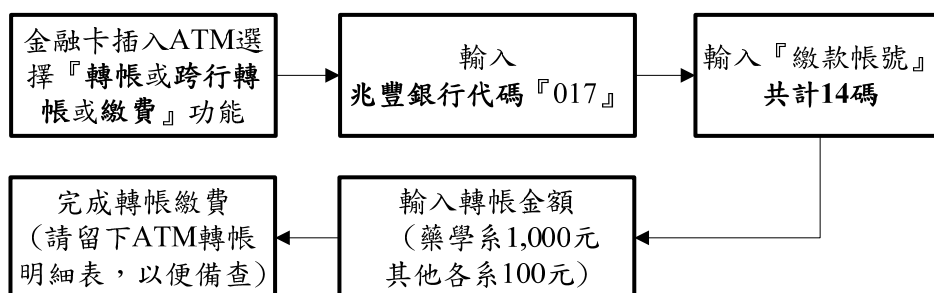 金融卡插入ATM選
擇『轉帳或跨行轉
帳或繳費』功能
輸入
兆豐銀行代碼『017』
輸入『繳款帳號』
共計14碼
輸入轉帳金額
（藥學系1,000元
其他各系100元）
完成轉帳繳費
（請留下ATM轉帳
明細表，以便備查）